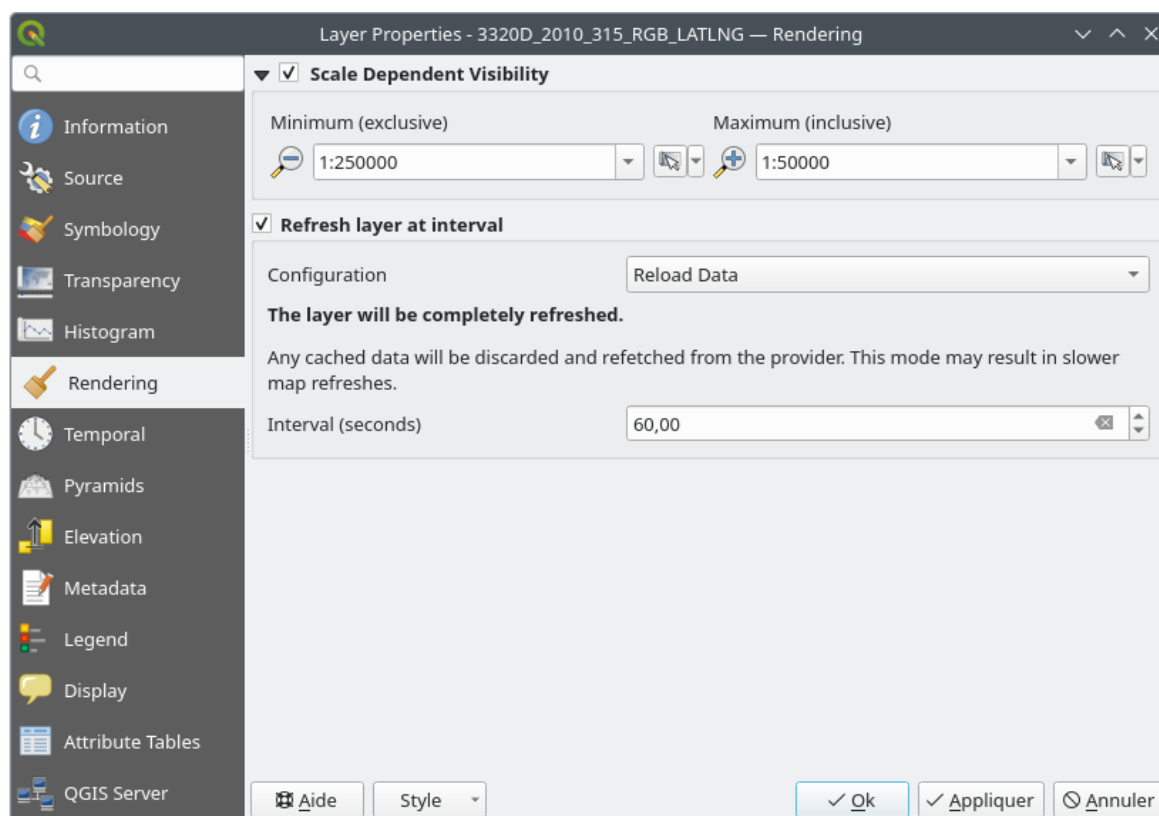 Layer Properties - 3320D_2010_315_RGB_LATLNG — Rendering
Information
Source
Symbology
Transparency
Histogram
Rendering
Temporal
Pyramids
Elevation
Metadata
Legend
Display
Attribute Tables
QGIS Server
Scale Dependent Visibility
Minimum (exclusive) Maximum (inclusive)
1:250000 1:50000
Refresh layer at interval
Configuration Reload Data
The layer will be completely refreshed.
Any cached data will be discarded and refetched from the provider. This mode may result in slower
map refreshes.
Interval (seconds) 60,00
Aide Style Ok Appliquer Annuler